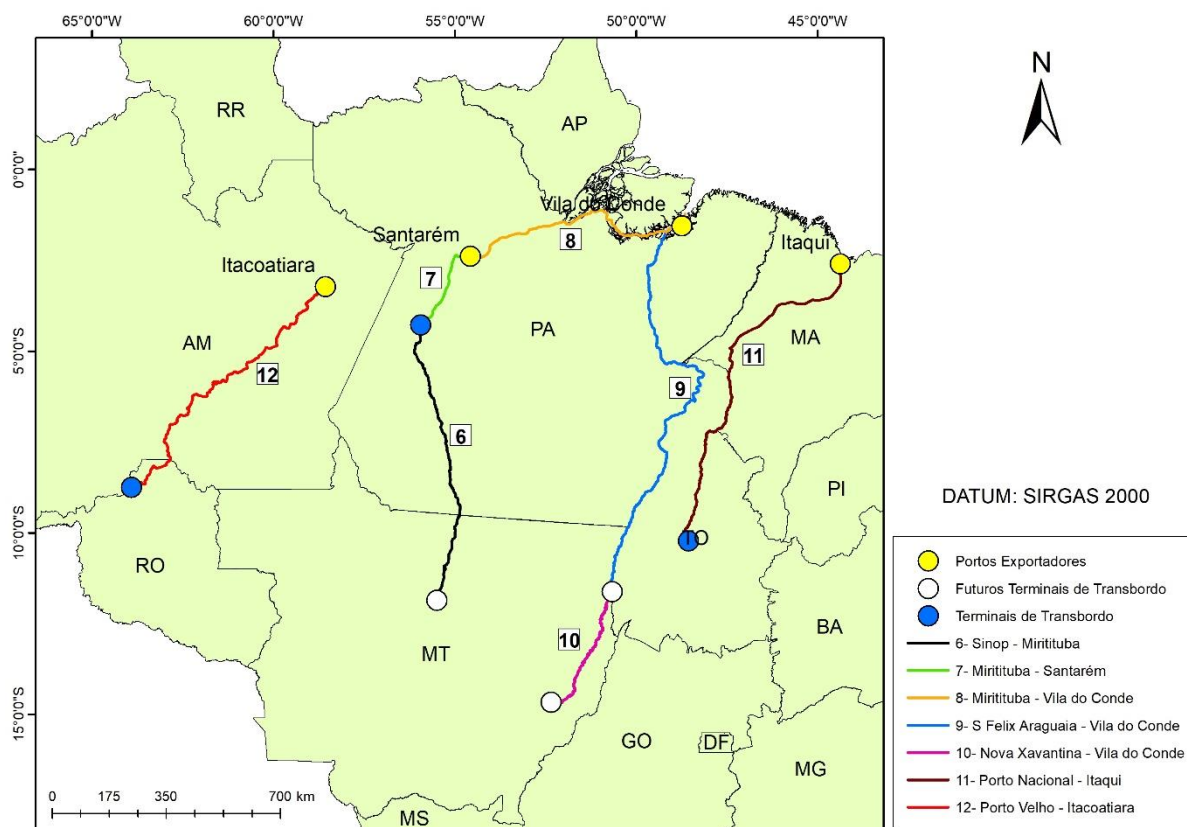 65°0'0"W
60°0'0"W
55°0'0"W
50°0'0"W
45°0'0"W
N
RR
AP
0°0'0"
Vila do Conde
Santarém
8
Itaqui
Itacoatiara
7
PA
MA
AM
5°0'0"S
11
12
9
6
PI
DATUM: SIRGAS 2000
10°0'0"S
TO
RO
Portos Exportadores
Futuros Terminais de Transbordo
Terminais de Transbordo
BA
6- Sinop - Miritituba
10
MT
7- Miritituba - Santarém
8- Miritituba - Vila do Conde
15°0'0"S
9- S Felix Araguaia - Vila do Conde
GO
DF
10- Nova Xavantina - Vila do Conde
MG
11- Porto Nacional - Itaqui
0 175 350 700 km
12- Porto Velho - Itacoatiara
MS